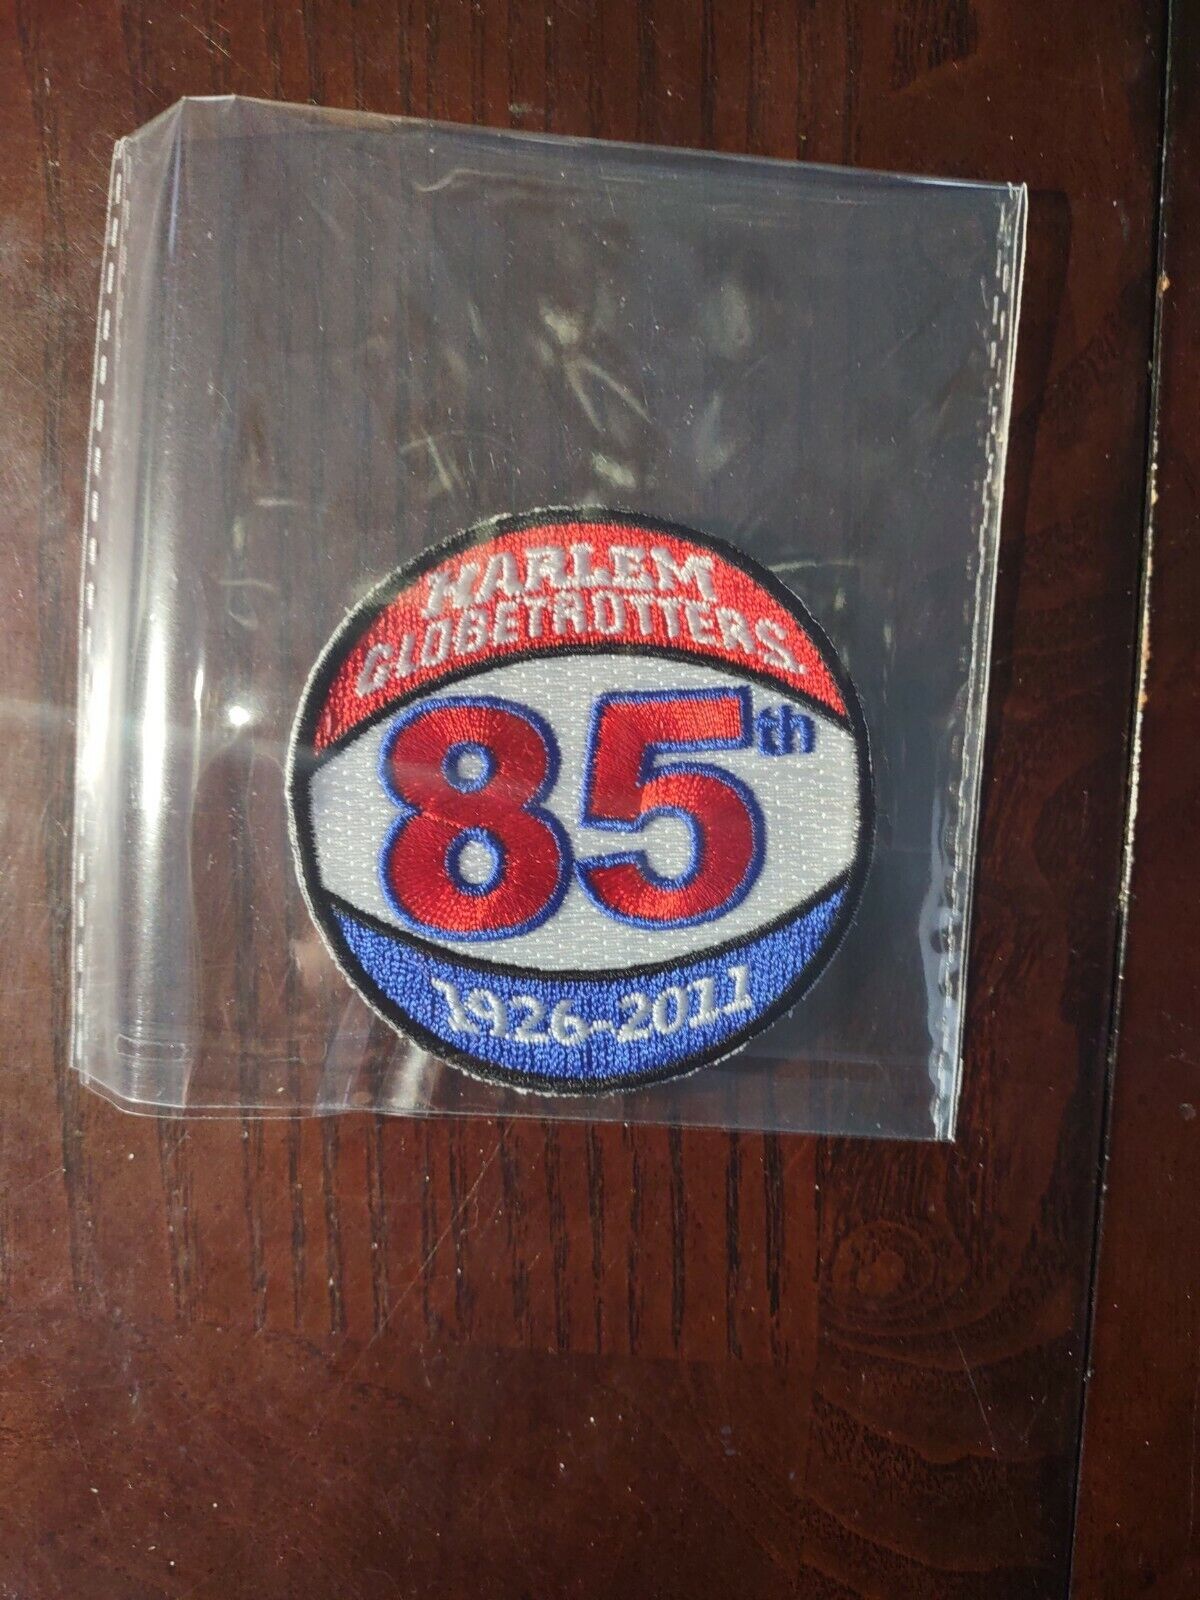 HARLEM
GLOBETROTTERS.
85th
1926-2011